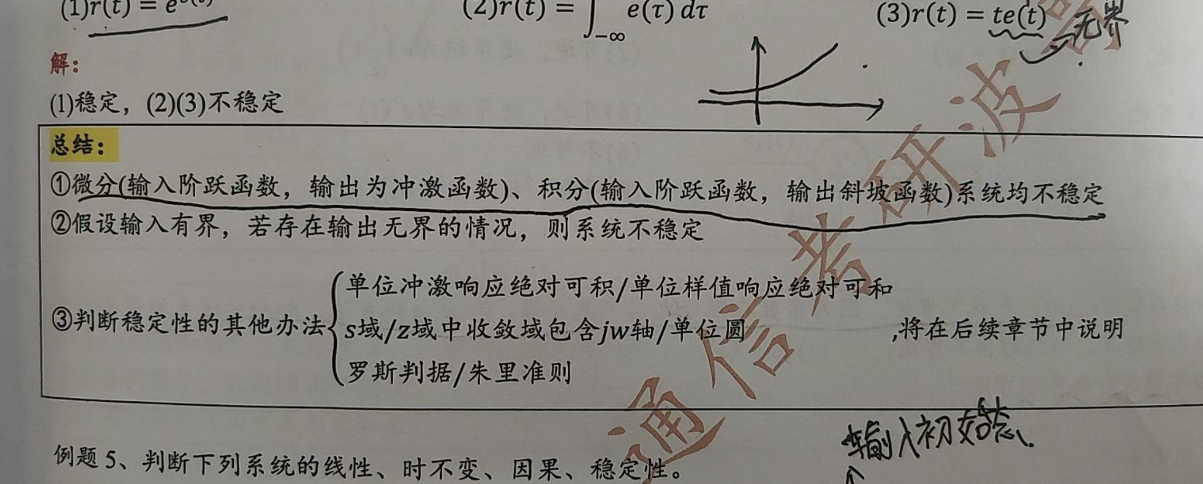 (1)r(t) = e (2)r(t) = ∫_{-∞} e(τ) dτ (3)r(t) = te(t) 无界
解：
(1)稳定，(2)(3)不稳定
总结：
①微分(输入阶跃函数，输出为冲激函数)、积分(输入阶跃函数，输出斜坡函数)系统均不稳定
②假设输入有界，若存在输出无界的情况，则系统不稳定
单位冲激响应绝对可积/单位样值响应绝对可和
③判断稳定性的其他办法 s域/z域中收敛域包含jw轴/单位圆 ,将在后续章节中说明
罗斯判据/朱里准则
输入初始态
例题 5、判断下列系统的线性、时不变、因果、稳定性。
通信考研波哥